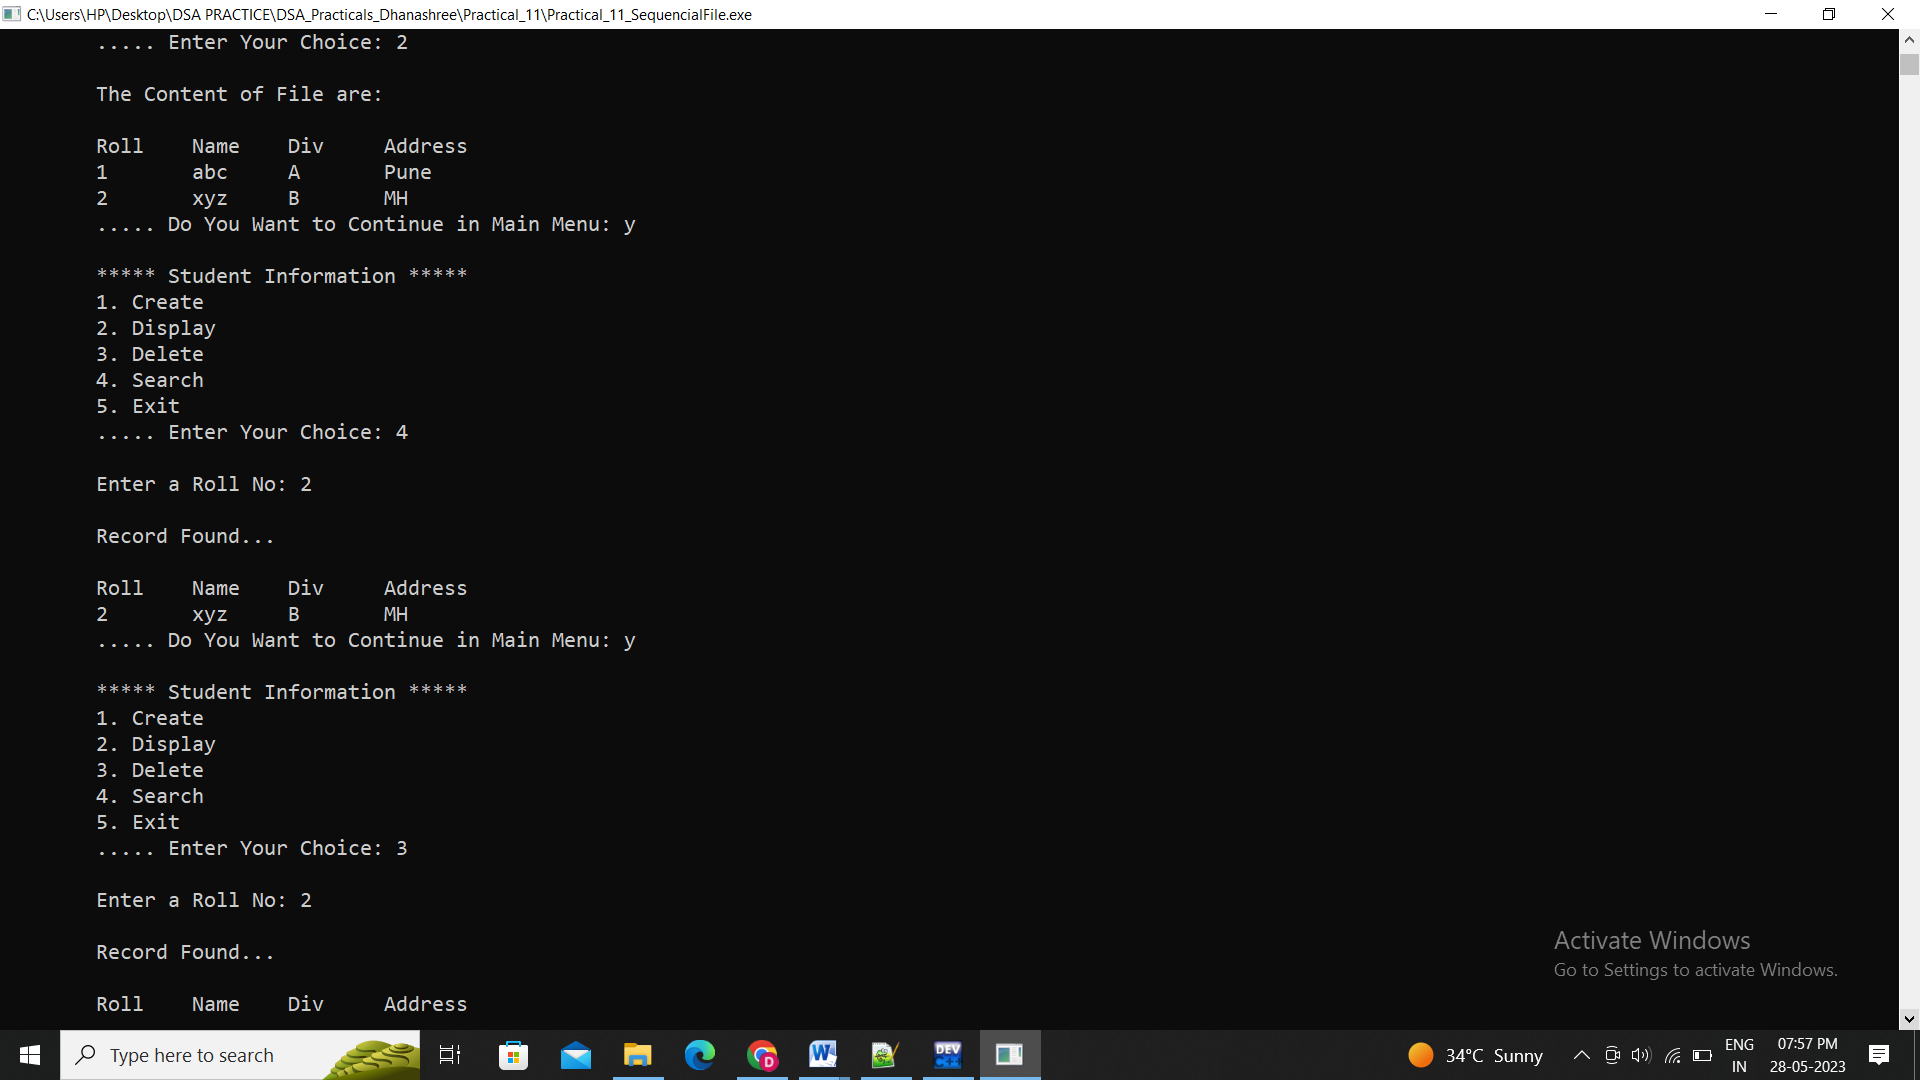 C:\Users\HP\Desktop\DSA PRACTICE\DSA_Practicals_Dhanashree\Practical_11\Practical_11_SequencialFile.exe
..... Enter Your Choice: 2
The Content of File are:
Roll Name Div Address
1 abc A Pune
2 xyz B MH
..... Do You Want to Continue in Main Menu: y
***** Student Information *****
1. Create
2. Display
3. Delete
4. Search
5. Exit
..... Enter Your Choice: 4
Enter a Roll No: 2
Record Found...
Roll Name Div Address
2 xyz B MH
..... Do You Want to Continue in Main Menu: y
***** Student Information *****
1. Create
2. Display
3. Delete
4. Search
5. Exit
..... Enter Your Choice: 3
Enter a Roll No: 2
Record Found...
Roll Name Div Address
Activate Windows
Go to Settings to activate Windows.
Type here to search
D
W
DEV
C++
34°C Sunny
ENG
IN
07:57 PM
28-05-2023